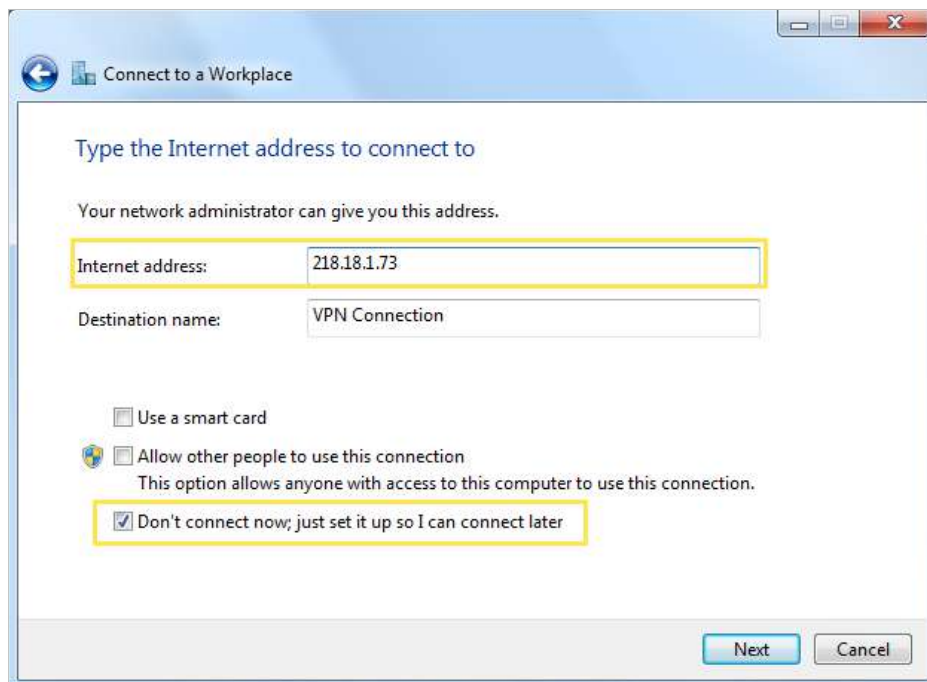 Connect to a Workplace
Type the Internet address to connect to
Your network administrator can give you this address.
Internet address: 218.18.1.73
Destination name: VPN Connection
Use a smart card
Allow other people to use this connection
This option allows anyone with access to this computer to use this connection.
Don't connect now; just set it up so I can connect later
Next Cancel